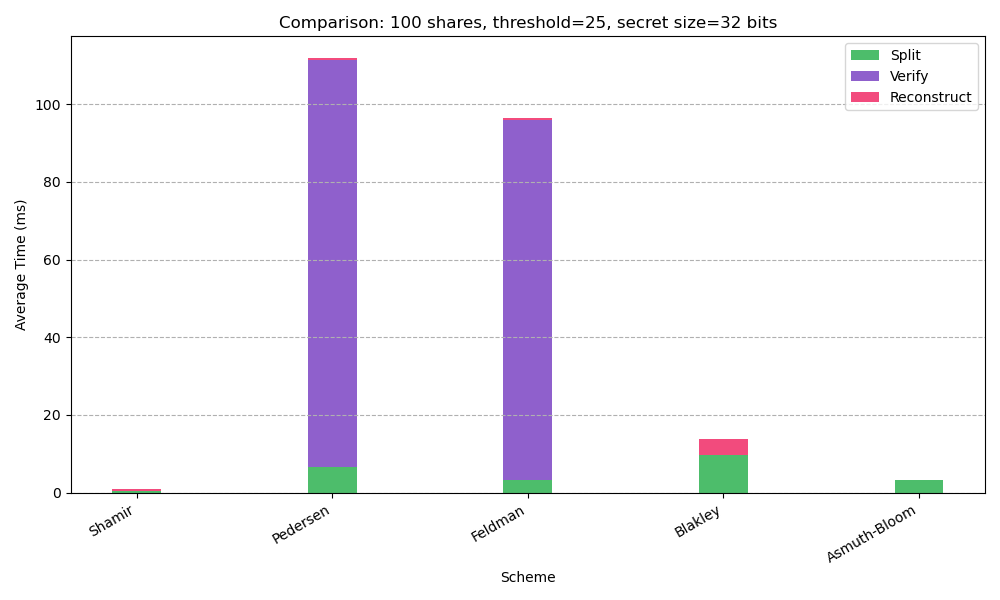 Comparison: 100 shares, threshold=25, secret size=32 bits
Split
Verify
Reconstruct
Average Time (ms)
100
80
60
40
20
0
Shamir
Pedersen
Feldman
Blakley
Asmuth-Bloom
Scheme